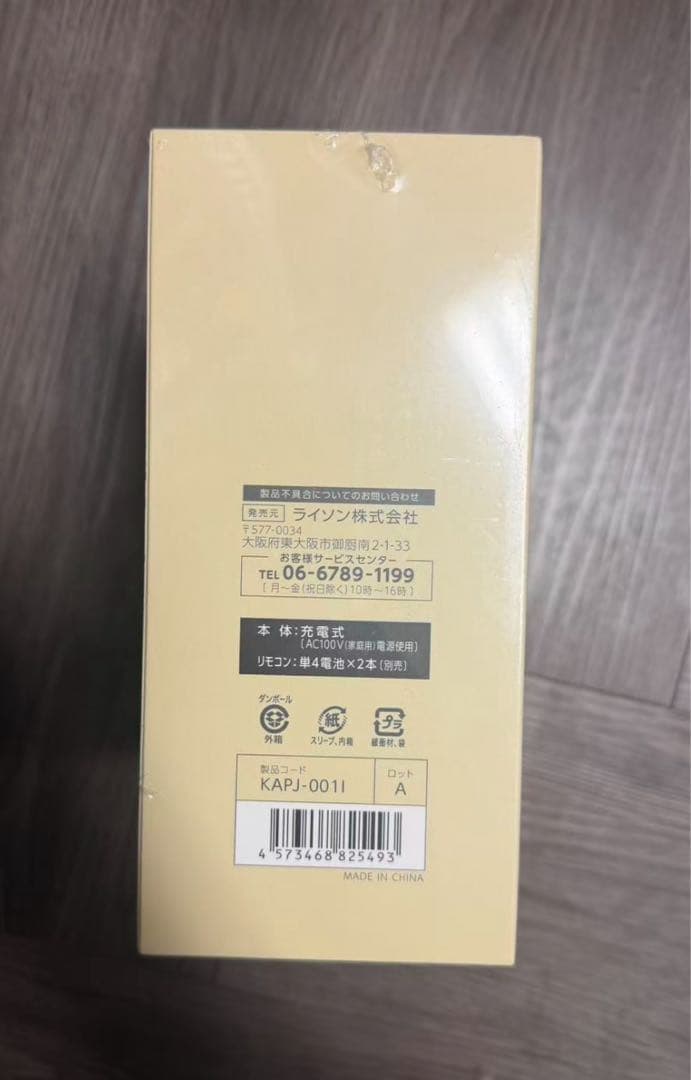 製品不具合についてのお問い合わせ
発売元 ライソン株式会社
〒577-0034
大阪府東大阪市御厨南2-1-33
お客様サービスセンター
TEL 06-6789-1199
[月〜金(祝日除く)10時〜16時]
本体:充電式
[AC100V(家庭用)電源使用]
リモコン:単4電池×2本[別売]
ダンボール
外箱
紙
スリーブ、内箱
プラ
緩衝材、袋
製品コード
KAPJ-001I
ロット
A
4 573468 825493
MADE IN CHINA